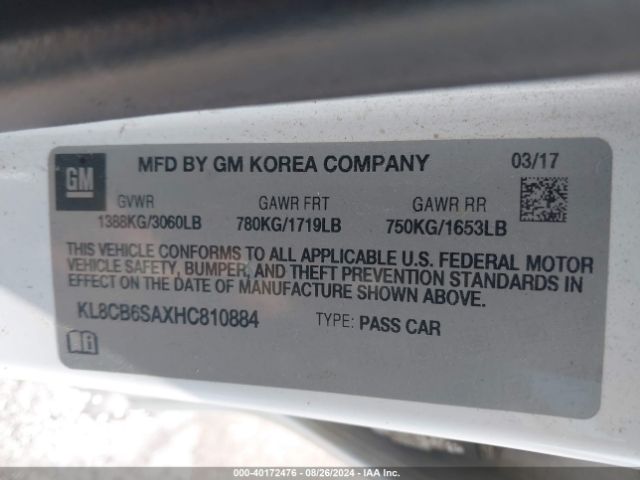 GM
MFD BY GM KOREA COMPANY
03/17
GVWR GAWR FRT GAWR RR
1388KG/3060LB 780KG/1719LB 750KG/1653LB
THIS VEHICLE CONFORMS TO ALL APPLICABLE U.S. FEDERAL MOTOR
VEHICLE SAFETY, BUMPER, AND THEFT PREVENTION STANDARDS IN
EFFECT ON THE DATE OF MANUFACTURE SHOWN ABOVE.
KL8CB6SAXHC810884 TYPE: PASS CAR
000-40172476 - 08/26/2024 - IAA Inc.